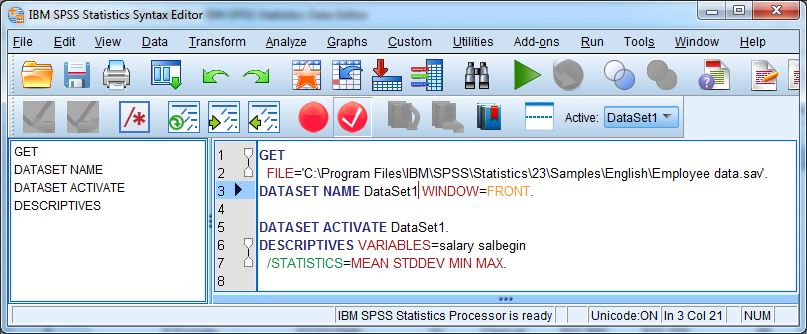 IBM SPSS Statistics Syntax Editor
File Edit View Data Transform Analyze Graphs Custom Utilities Add-ons Run Tools Window Help
/* Active: DataSet1
GET
DATASET NAME
DATASET ACTIVATE
DESCRIPTIVES
1 GET
2 FILE='C:\Program Files\IBM\SPSS\Statistics\23\Samples\English\Employee data.sav'.
3 DATASET NAME DataSet1 WINDOW=FRONT.
4
5 DATASET ACTIVATE DataSet1.
6 DESCRIPTIVES VARIABLES=salary salbegin
7 /STATISTICS=MEAN STDDEV MIN MAX.
8
IBM SPSS Statistics Processor is ready Unicode:ON In 3 Col 21 NUM